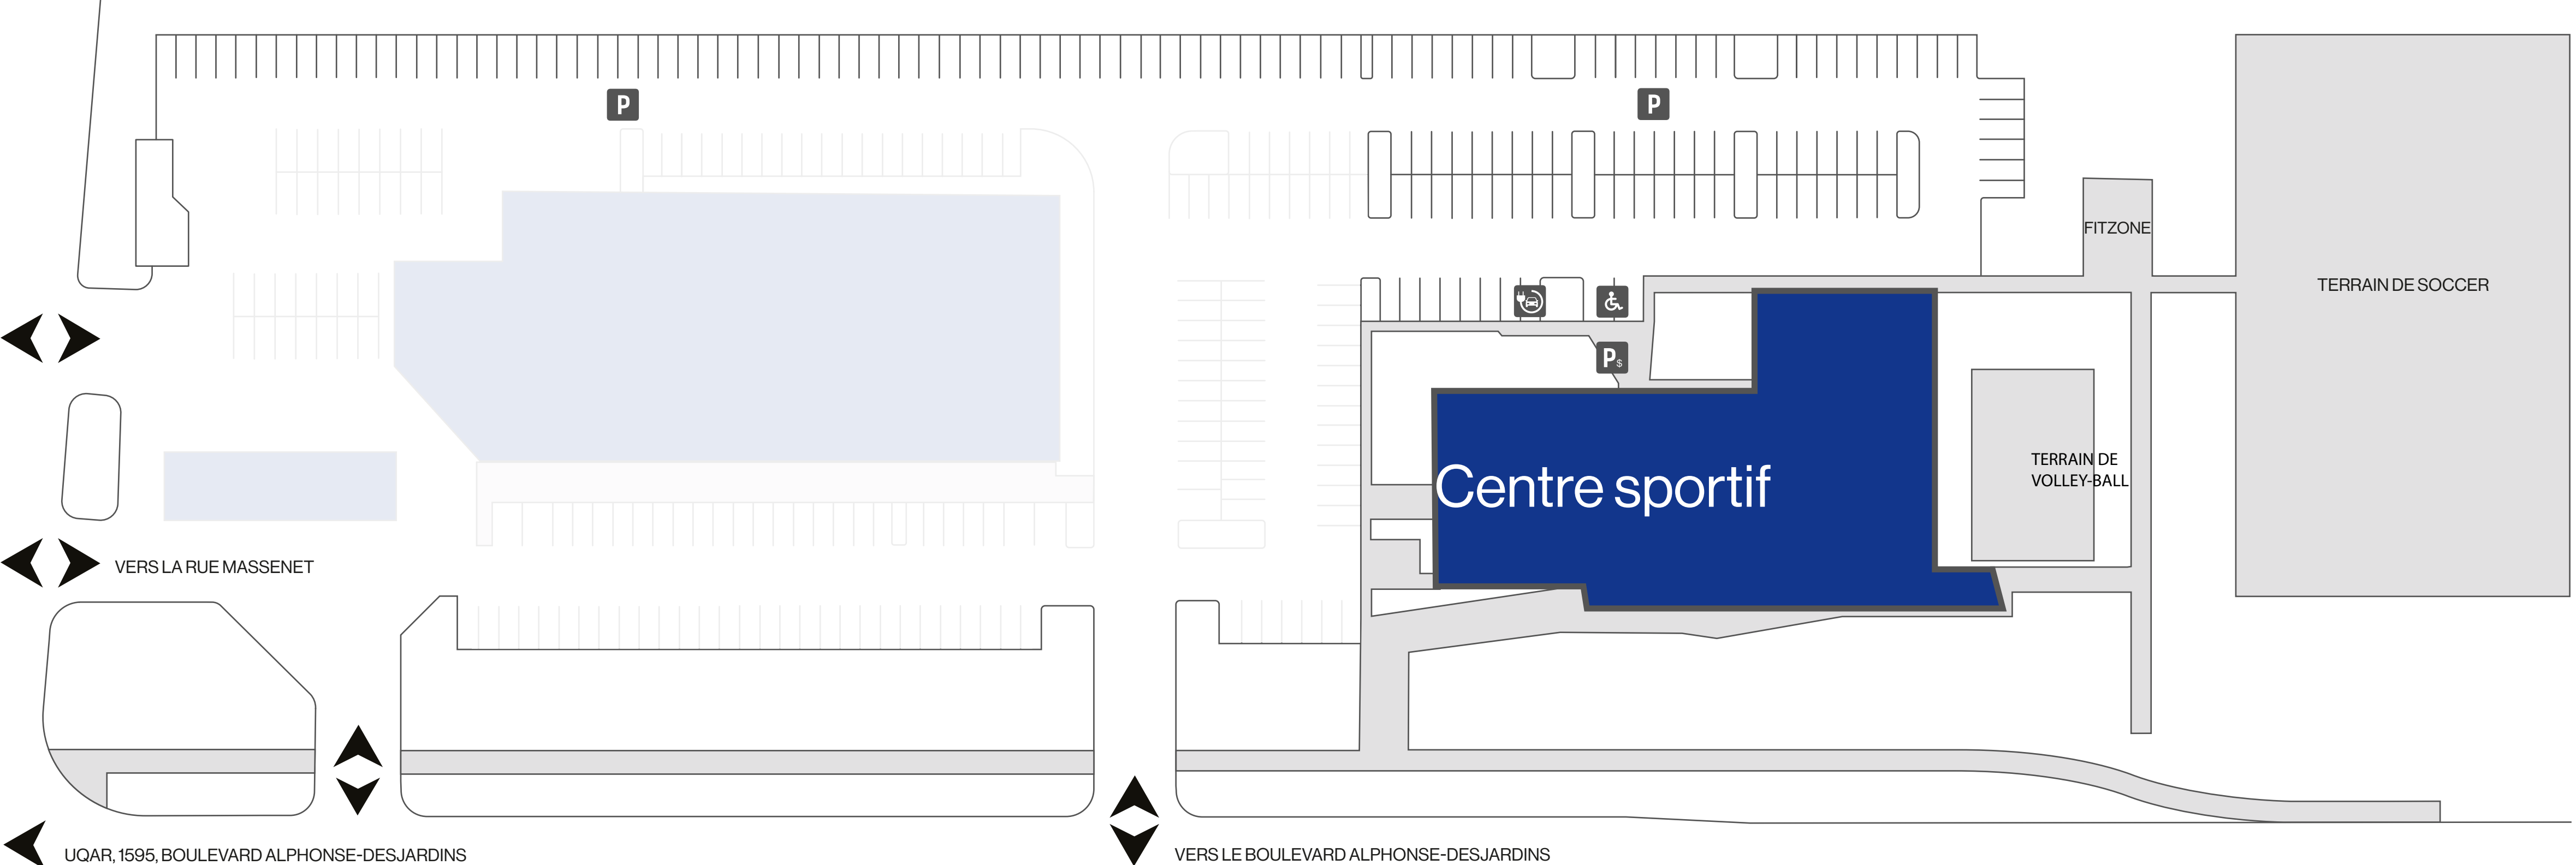 P
P
FITZONE
TERRAIN DE SOCCER
P$
TERRAIN DE
VOLLEY-BALL
Centre sportif
VERS LA RUE MASSENET
UQAR, 1595, BOULEVARD ALPHONSE-DESJARDINS
VERS LE BOULEVARD ALPHONSE-DESJARDINS